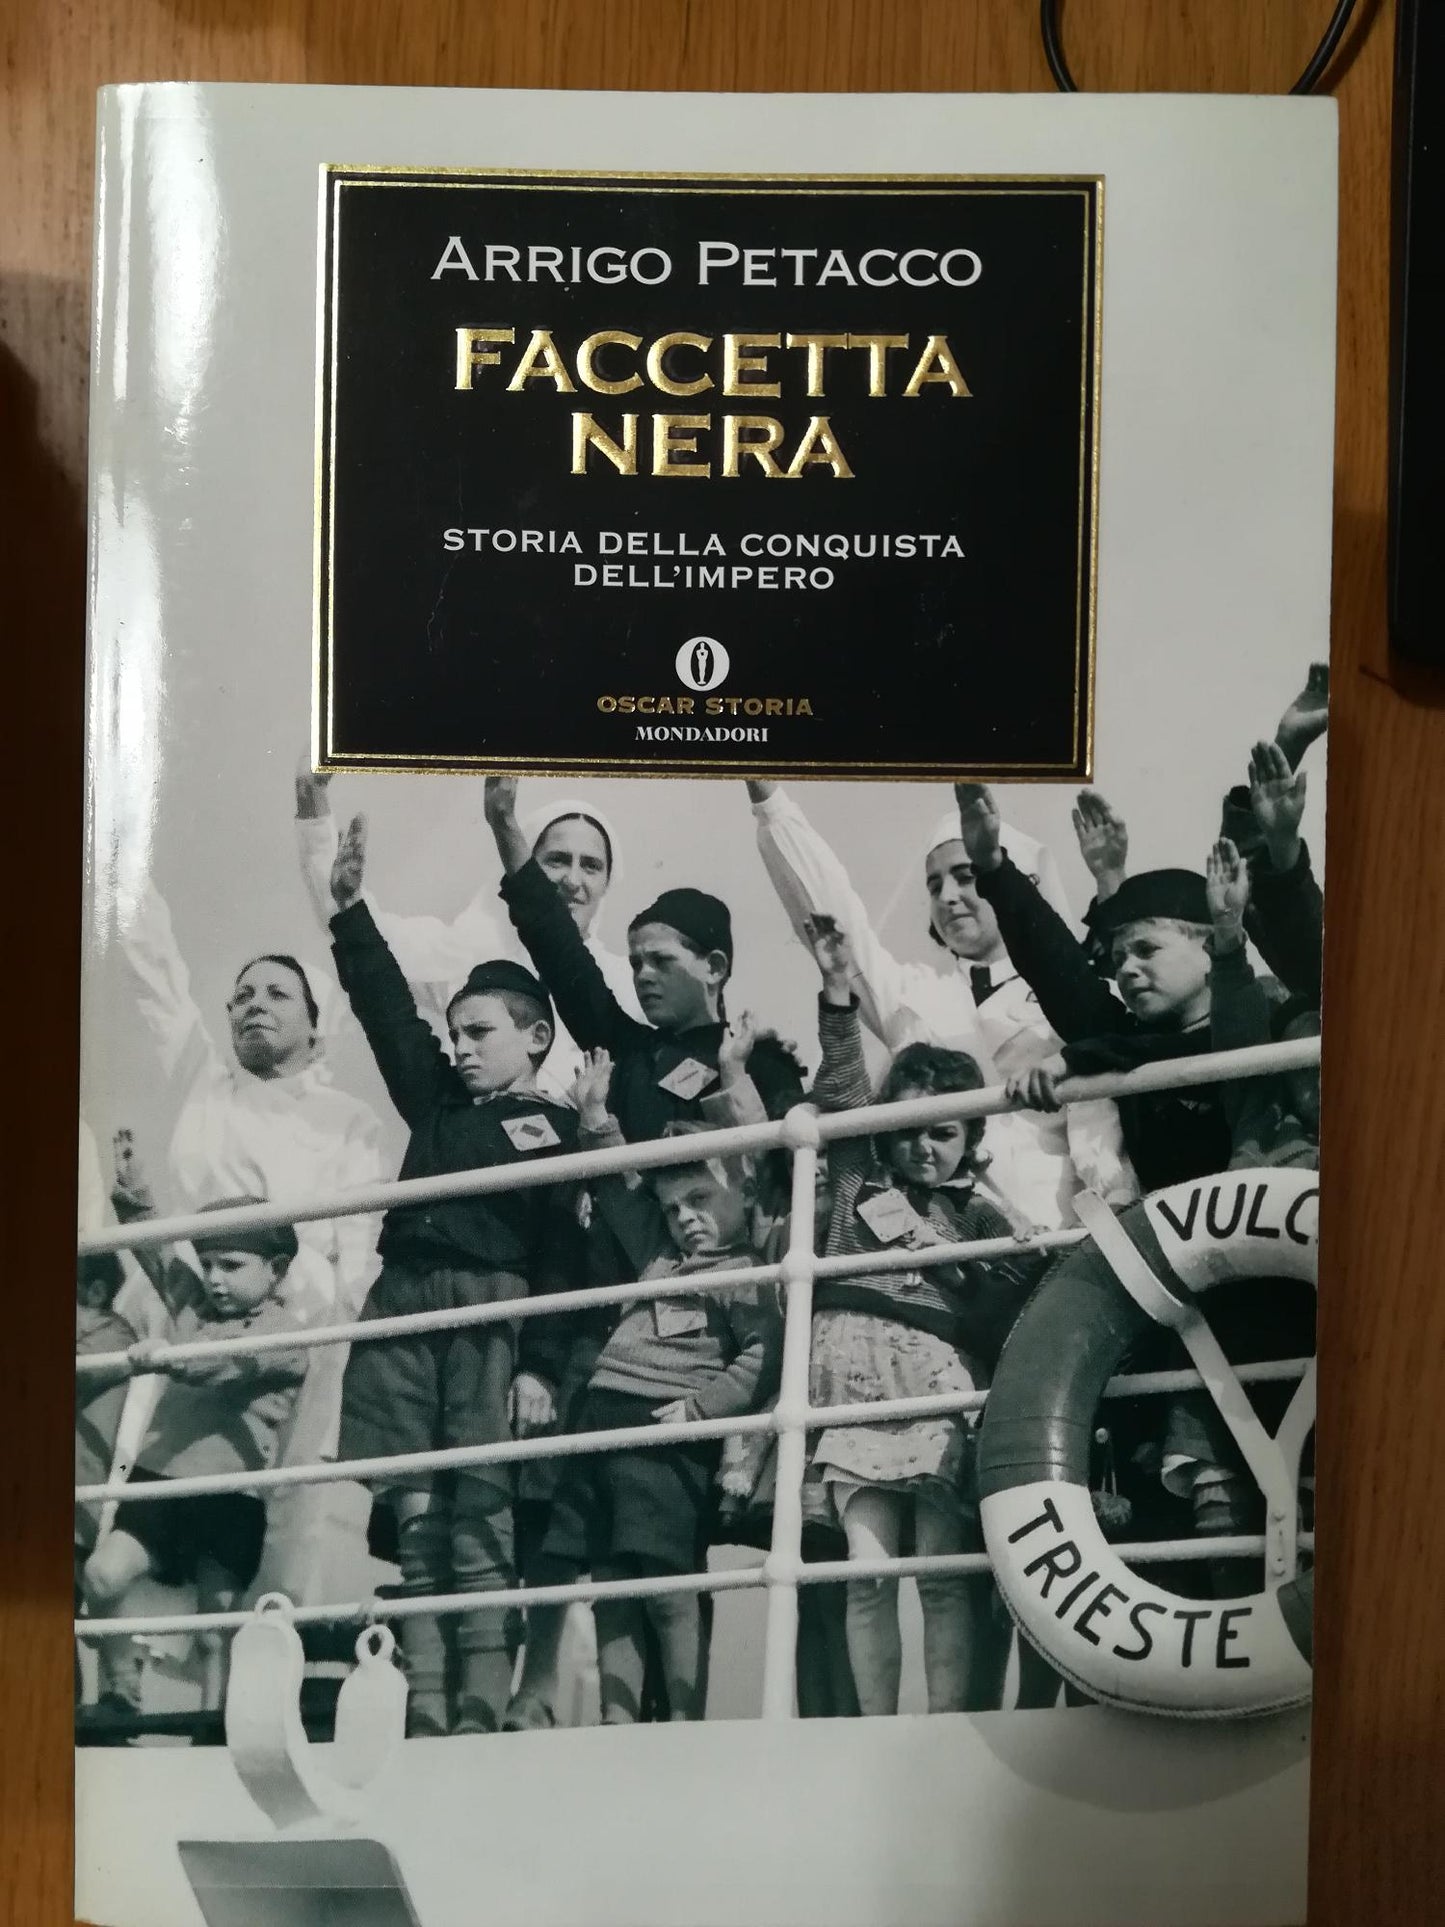 ARRIGO PETACCO
FACCETTA
NERA
STORIA DELLA CONQUISTA
DELL'IMPERO
OSCAR STORIA
MONDADORI
VULC
TRIESTE